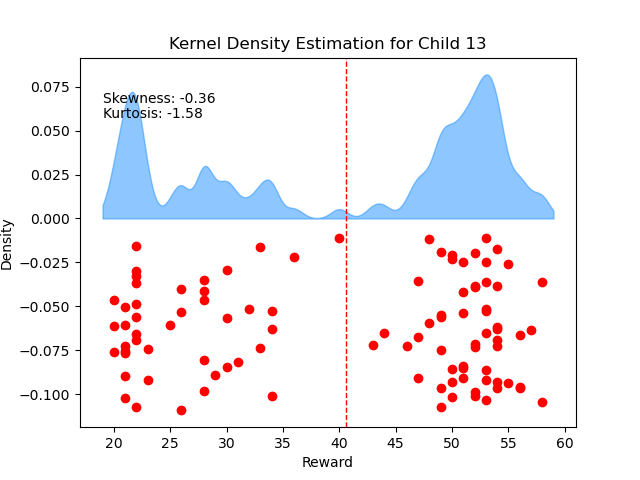 Kernel Density Estimation for Child 13
Skewness: -0.36
Kurtosis: -1.58
0.075
0.050
0.025
0.000
−0.025
−0.050
−0.075
−0.100
Density
20 25 30 35 40 45 50 55 60
Reward